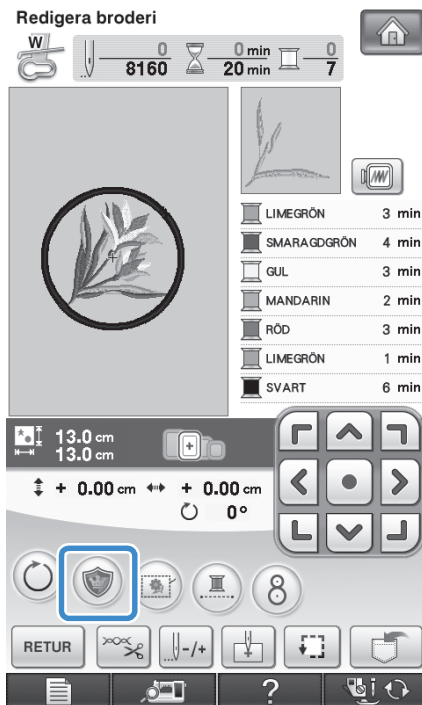 Redigera broderi
W
0
8160
0 min
20 min
0
7
LIMEGRÖN 3 min
SMARAGDGRÖN 4 min
GUL 3 min
MANDARIN 2 min
RÖD 3 min
LIMEGRÖN 1 min
SVART 6 min
13.0 cm
13.0 cm
+ 0.00 cm + 0.00 cm
0°
8
RETUR
-/+
?